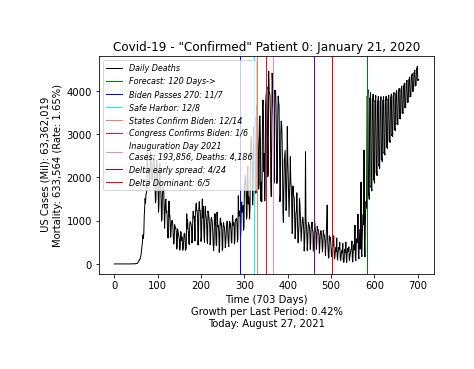 Covid-19 - "Confirmed" Patient 0: January 21, 2020
US Cases (Mil): 63,362,019
Mortality: 633,564 (Rate: 1.65%)
4000
3000
2000
1000
0
Daily Deaths
Forecast: 120 Days->
Biden Passes 270: 11/7
Safe Harbor: 12/8
States Confirm Biden: 12/14
Congress Confirms Biden: 1/6
Inauguration Day 2021
Cases: 193,856, Deaths: 4,186
Delta early spread: 4/24
Delta Dominant: 6/5
0 100 200 300 400 500 600 700
Time (703 Days)
Growth per Last Period: 0.42%
Today: August 27, 2021